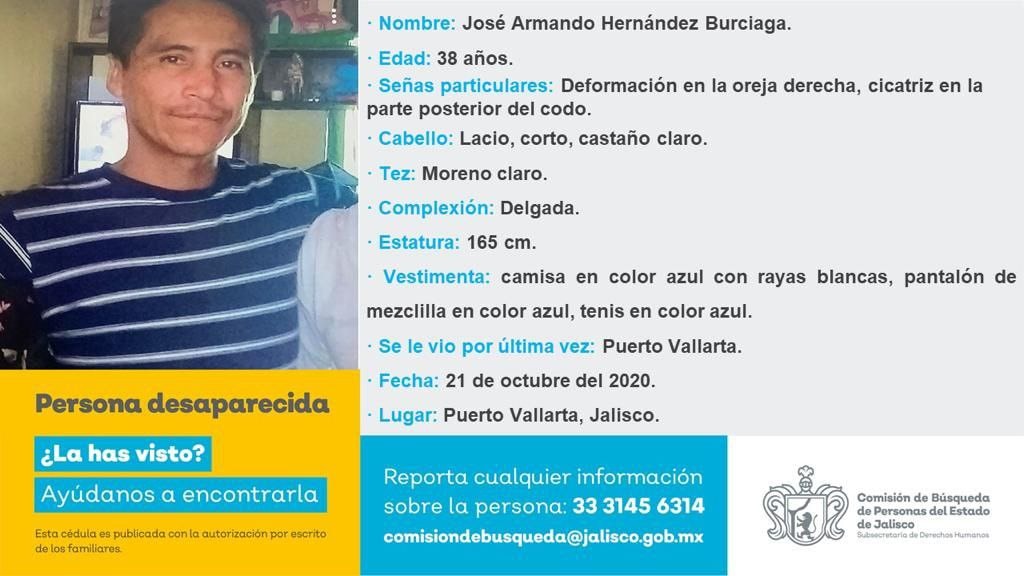 · Nombre: José Armando Hernández Burciaga.
· Edad: 38 años.
· Señas particulares: Deformación en la oreja derecha, cicatriz en la
parte posterior del codo.
· Cabello: Lacio, corto, castaño claro.
· Tez: Moreno claro.
· Complexión: Delgada.
· Estatura: 165 cm.
· Vestimenta: camisa en color azul con rayas blancas, pantalón de
mezclilla en color azul, tenis en color azul.
· Se le vio por última vez: Puerto Vallarta.
· Fecha: 21 de octubre del 2020.
· Lugar: Puerto Vallarta, Jalisco.
Persona desaparecida
¿La has visto?
Ayúdanos a encontrarla
Esta cédula es publicada con la autorización por escrito
de los familiares.
Reporta cualquier información
sobre la persona: 33 3145 6314
comisiondebusqueda@jalisco.gob.mx
Comisión de Búsqueda
de Personas del Estado
de Jalisco
Subsecretaría de Derechos Humanos